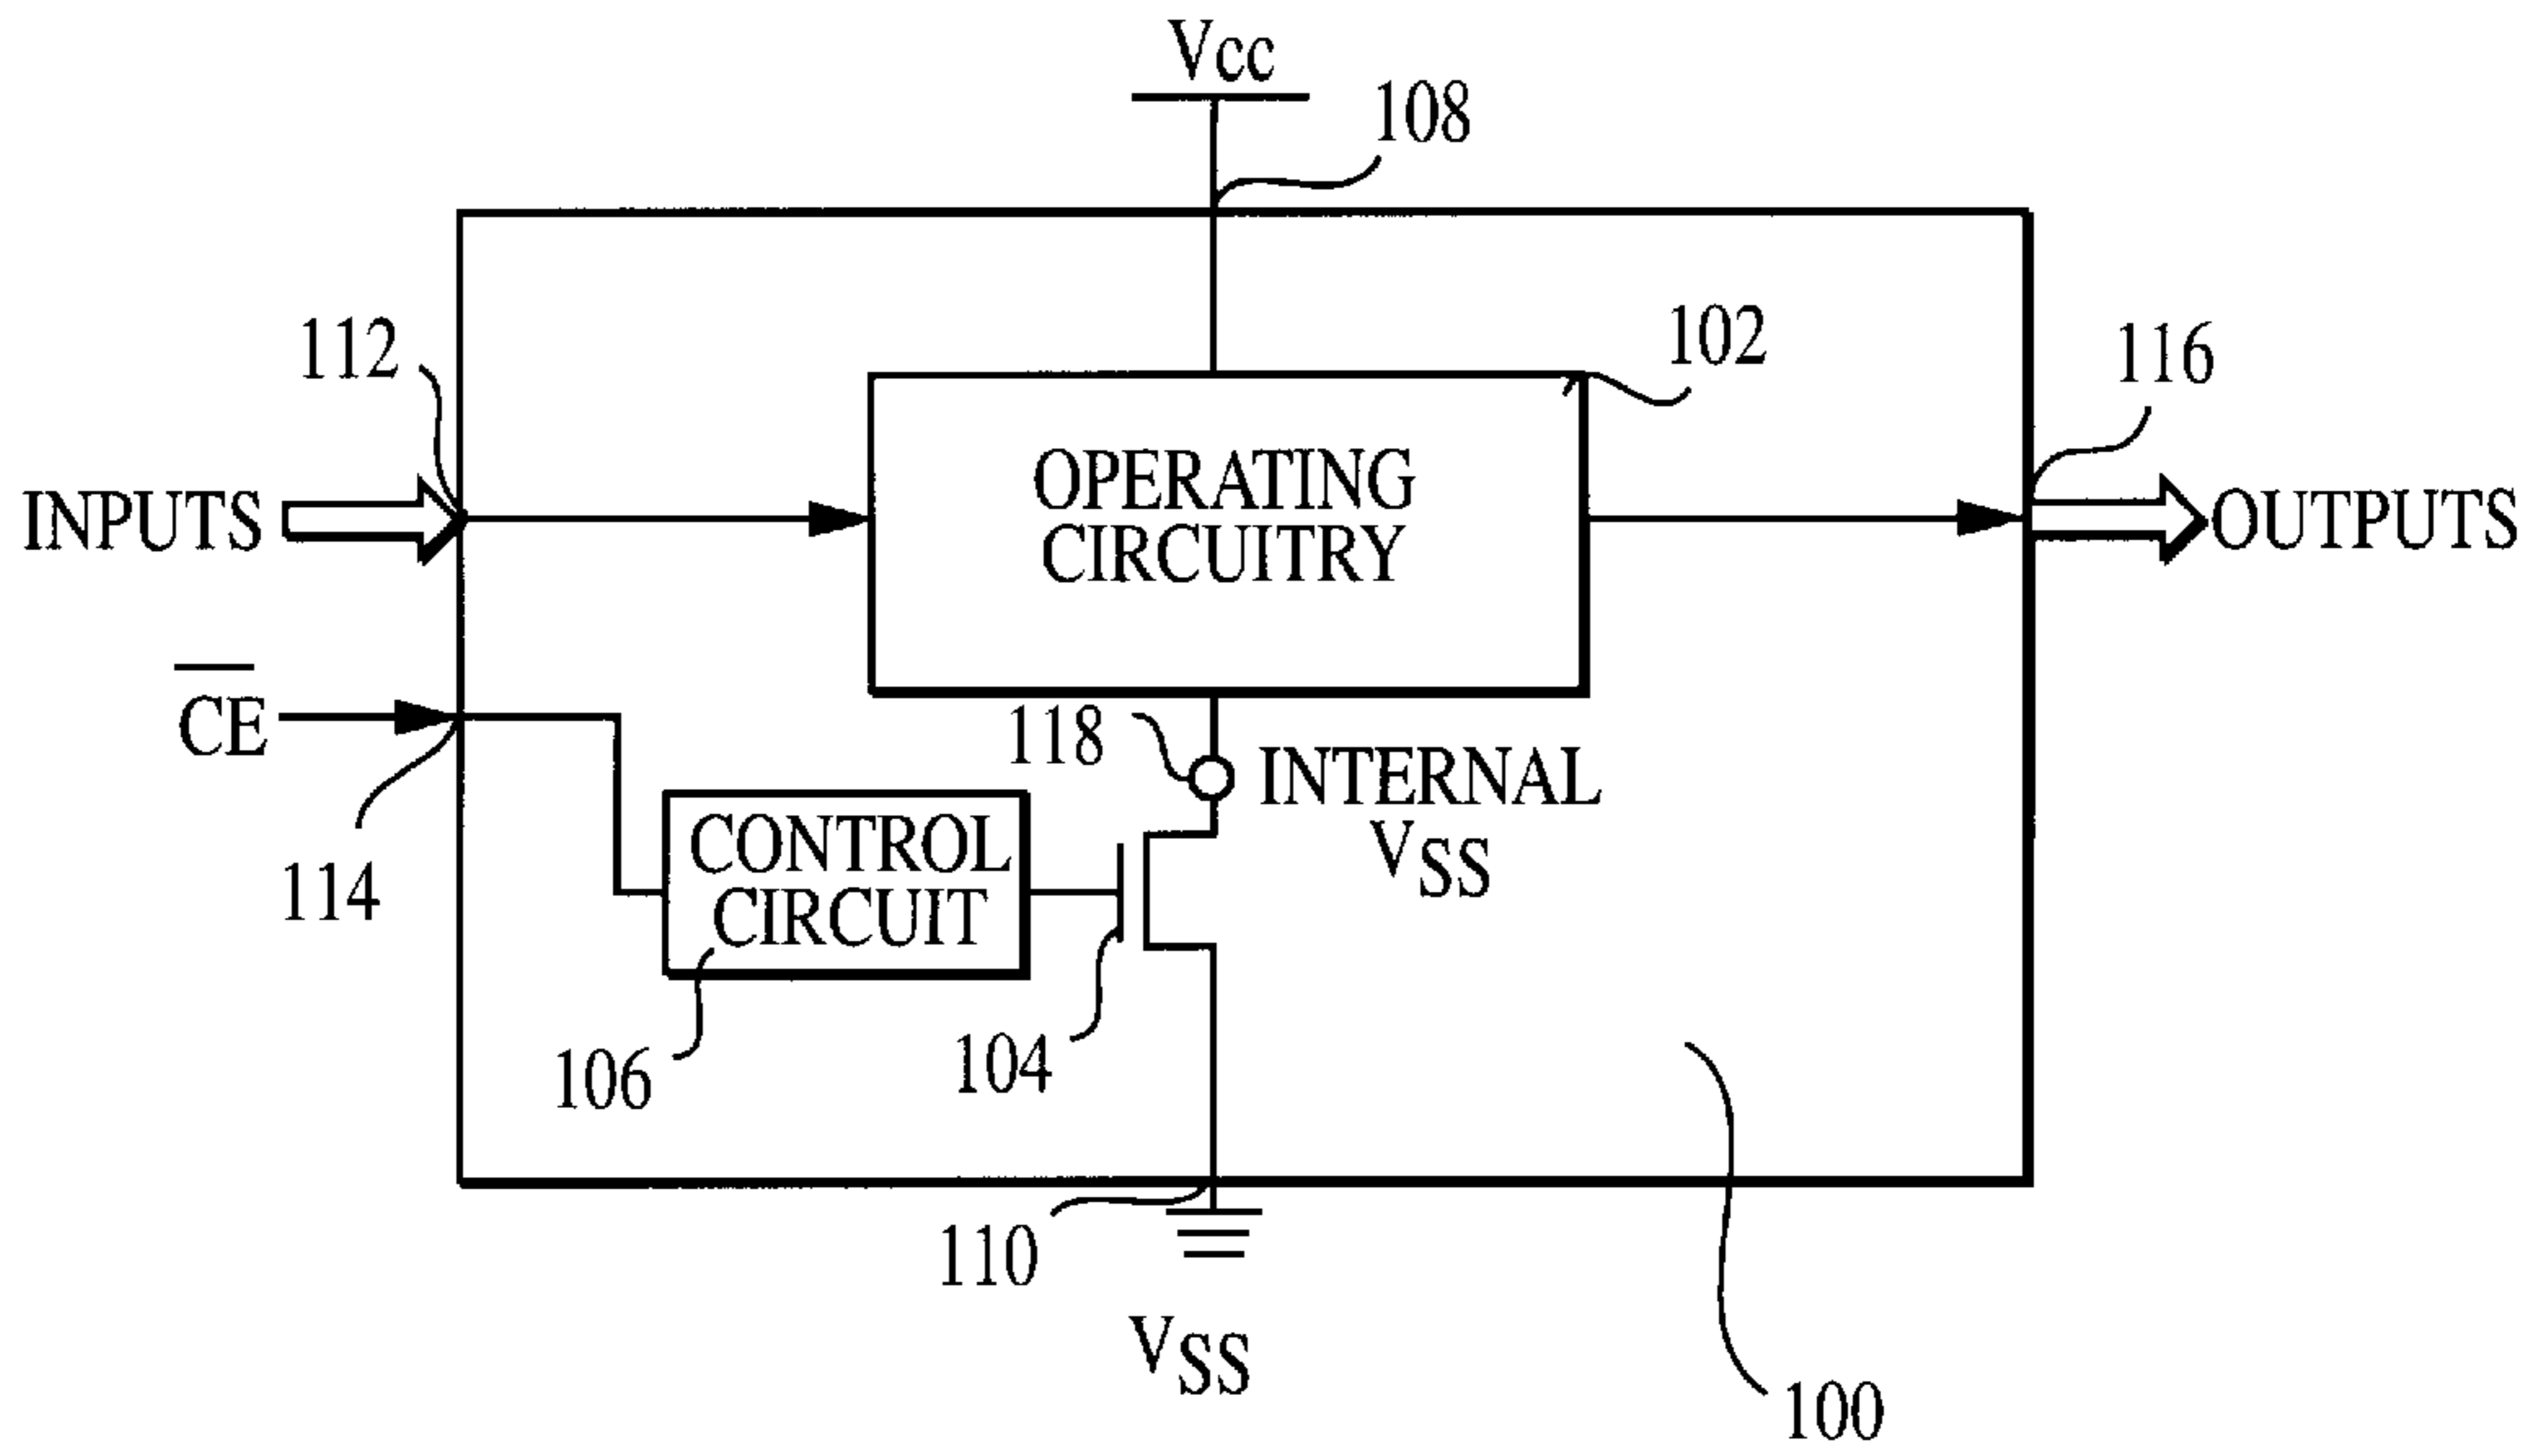 Vcc
108
112
102
116
INPUTS
OPERATING
CIRCUITRY
OUTPUTS
C̅E̅
118
INTERNAL
VSS
CONTROL
CIRCUIT
114
106
104
110
VSS
100